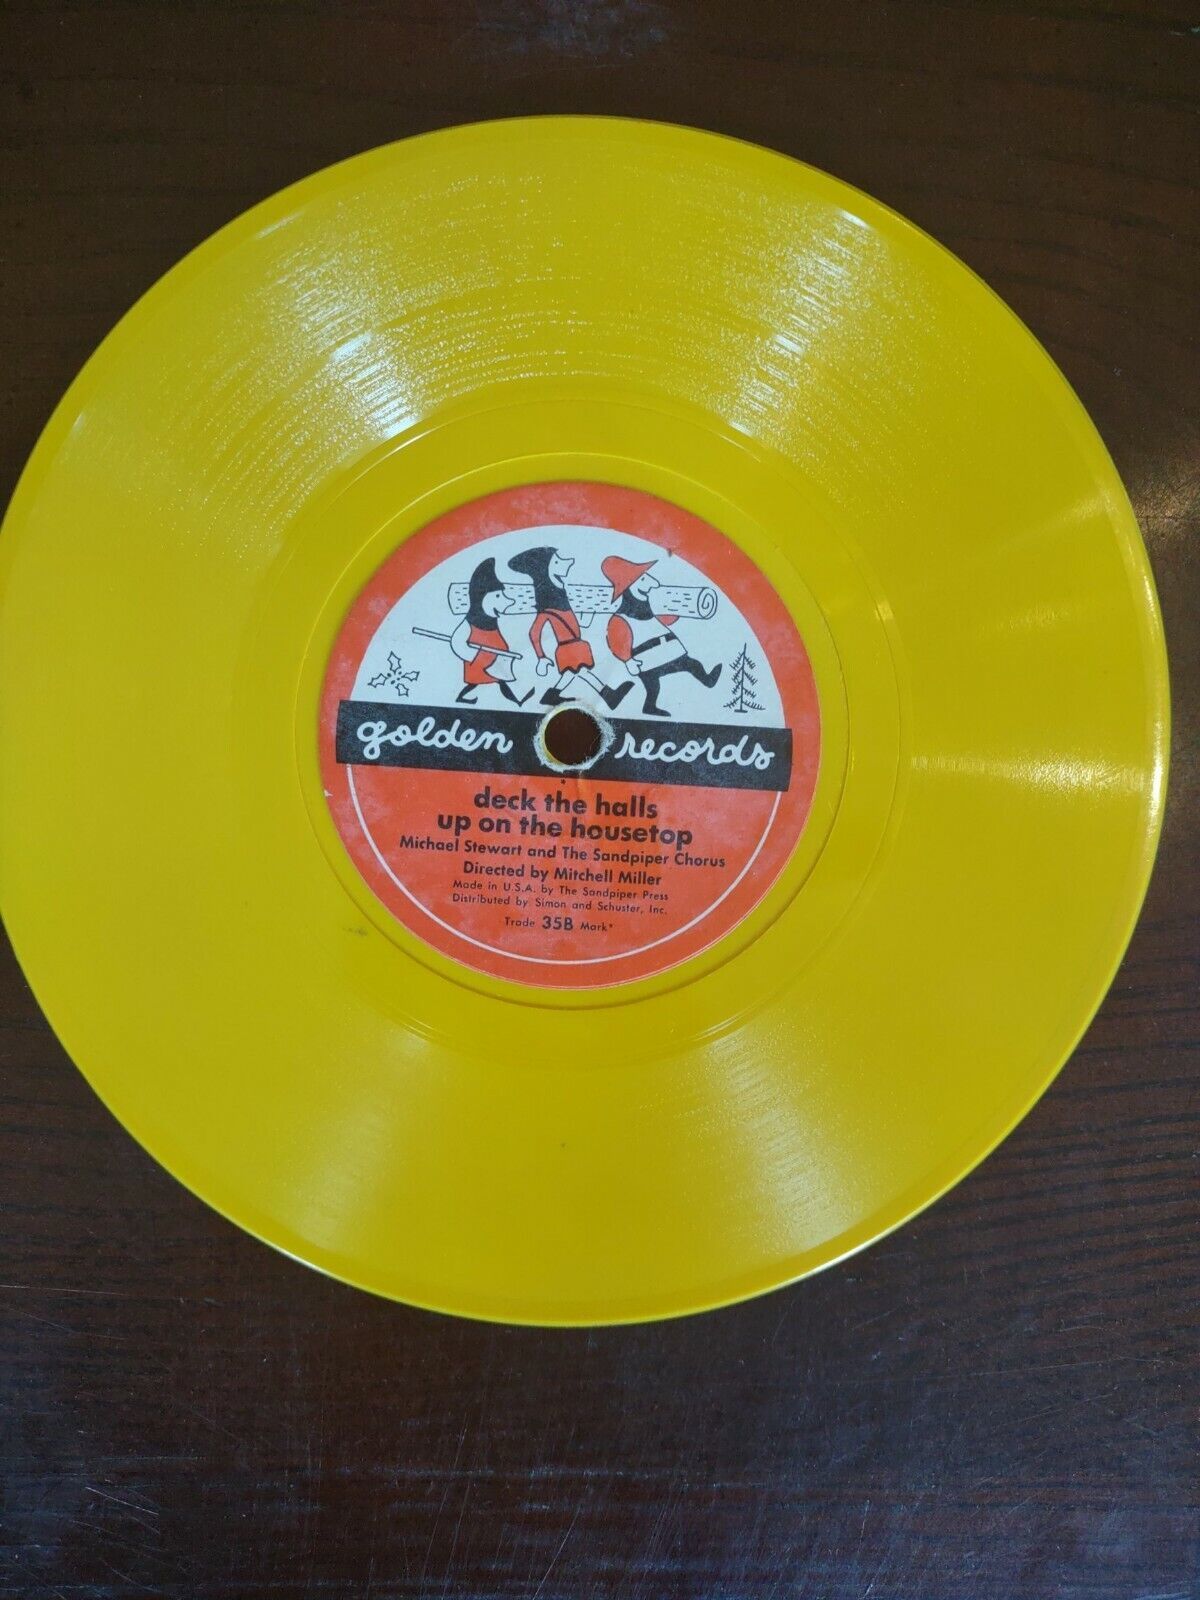 golden records
*
deck the halls
up on the housetop
Michael Stewart and The Sandpiper Chorus
Directed by Mitchell Miller
Made in U.S.A. by The Sandpiper Press
Distributed by Simon and Schuster, Inc.
Trade 35B Mark*